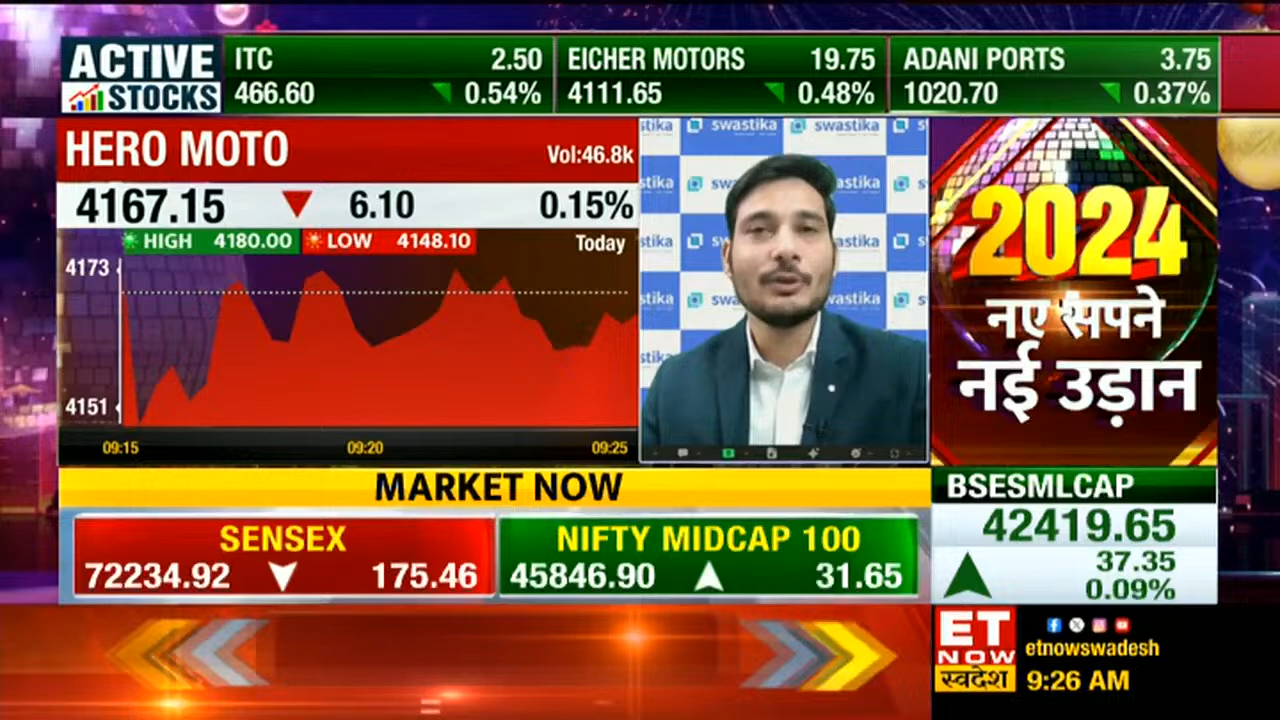 ACTIVE STOCKS
ITC 2.50
466.60 0.54%
EICHER MOTORS 19.75
4111.65 0.48%
ADANI PORTS 3.75
1020.70 0.37%
HERO MOTO Vol:46.8k
4167.15 6.10 0.15%
HIGH 4180.00 LOW 4148.10 Today
4173
4151
09:15 09:20 09:25
swastika
2024
नए सपने
नई उड़ान
MARKET NOW
SENSEX
72234.92 175.46
NIFTY MIDCAP 100
45846.90 31.65
BSESMLCAP
42419.65
37.35
0.09%
ET
NOW
स्वदेश
etnowswadesh
9:26 AM